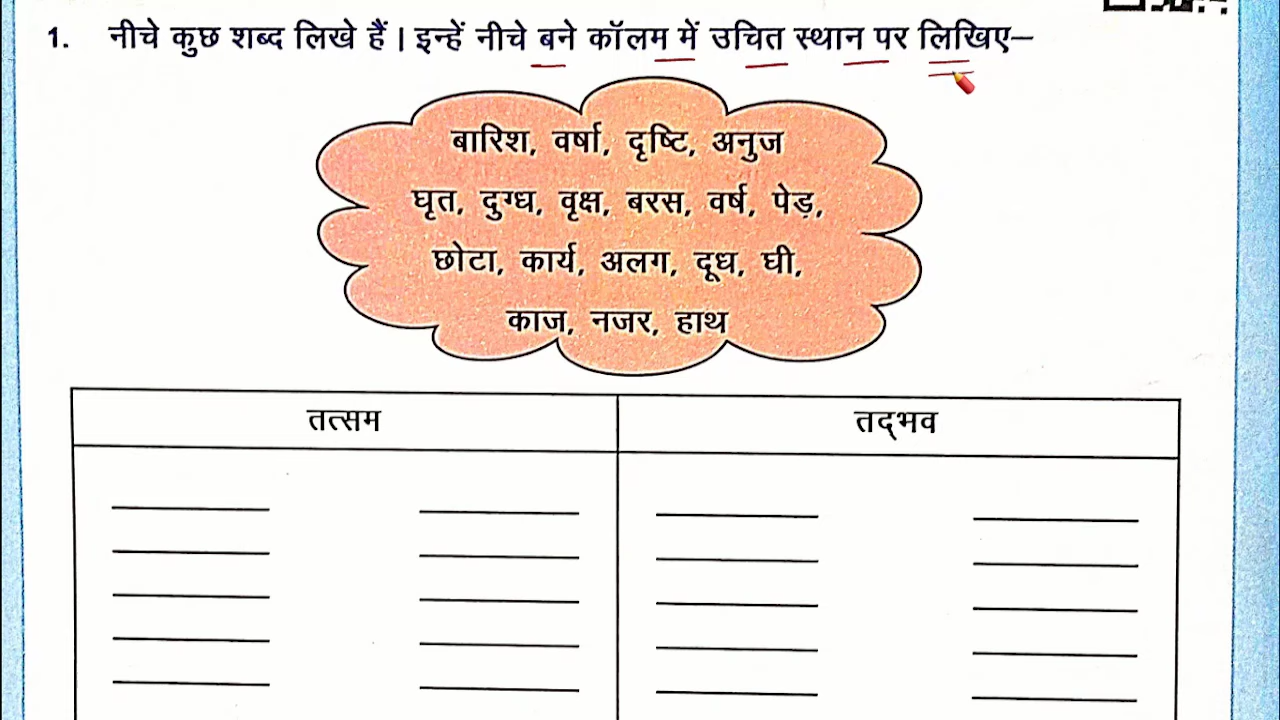 1. नीचे कुछ शब्द लिखे हैं। इन्हें नीचे बने कॉलम में उचित स्थान पर लिखिए–
बारिश, वर्षा, दृष्टि, अनुज
घृत, दुग्ध, वृक्ष, बरस, वर्ष, पेड़,
छोटा, कार्य, अलग, दूध, घी,
काज, नजर, हाथ
तत्सम तद्भव